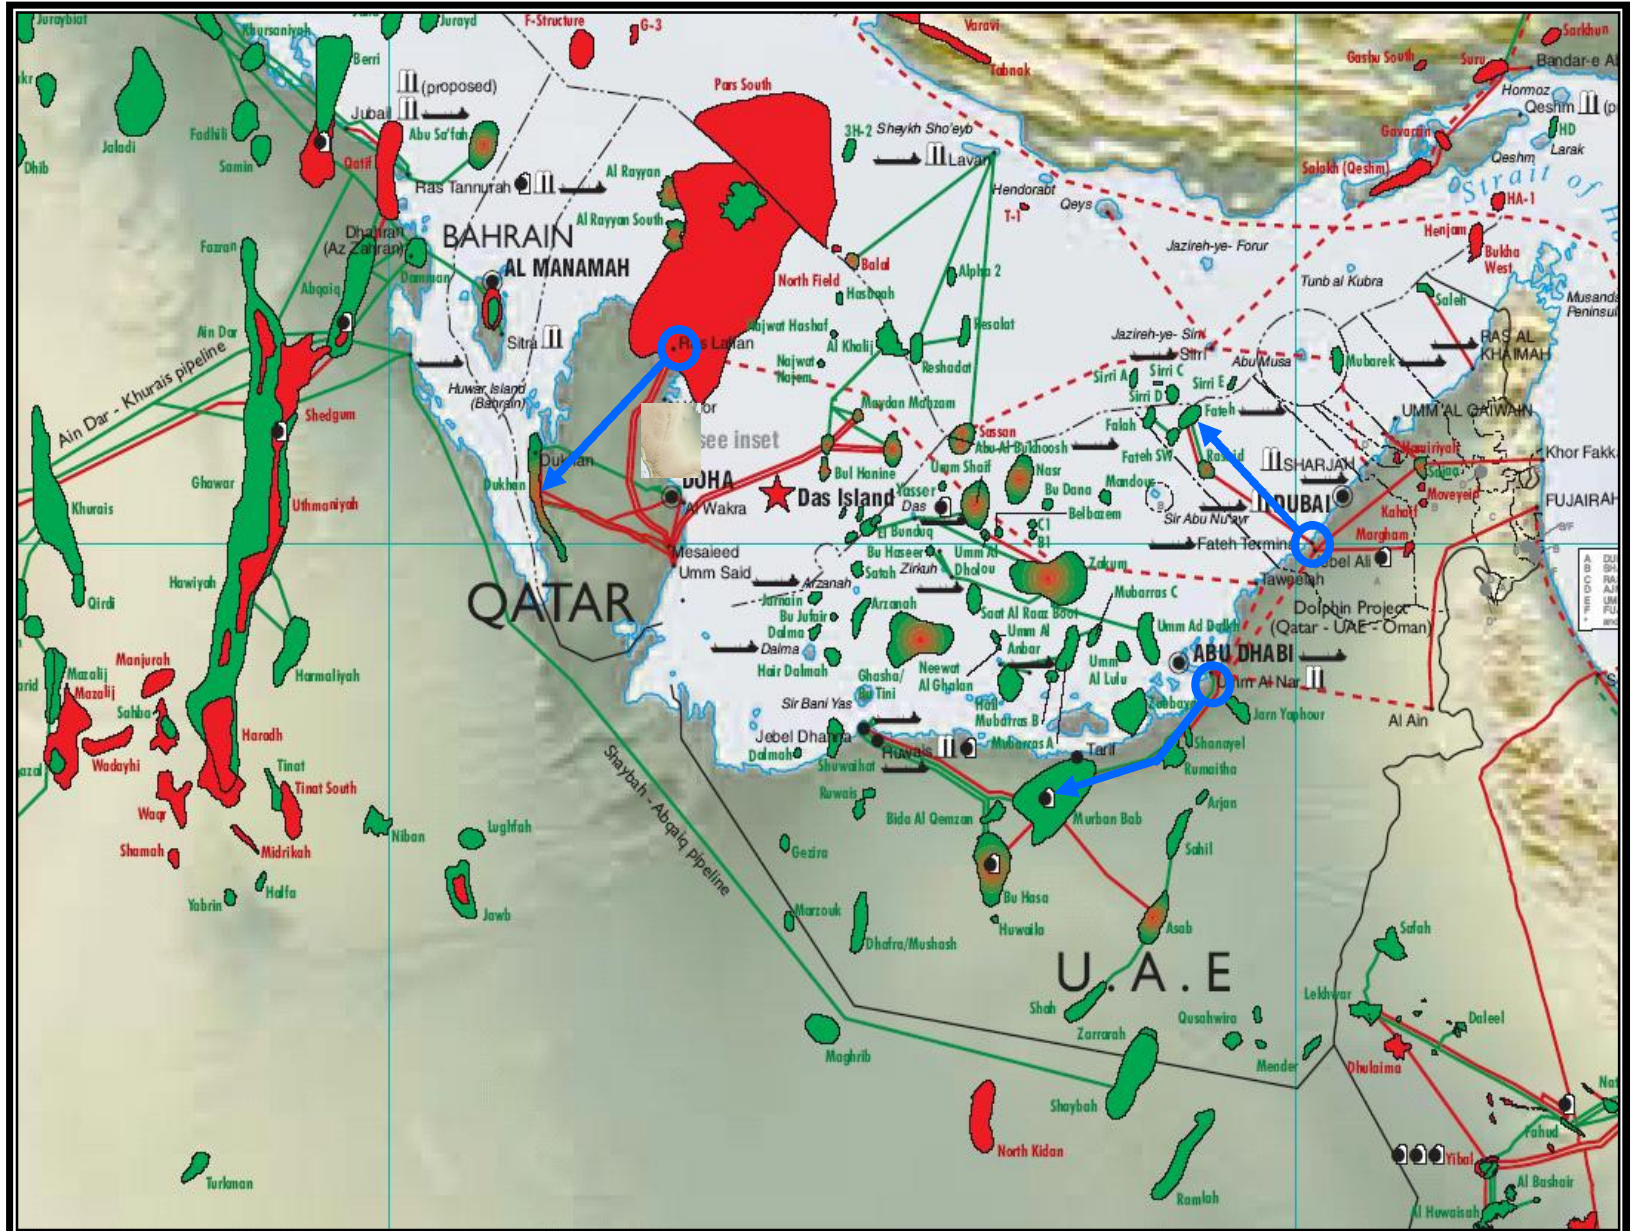 Juraybiat
Khursaniyah
Jurayd
F-Structure
G-3
Varavi
Sarkhun
Berri
(proposed)
Tabnak
Gashu South
Suru
Bandar-e A
Pars South
Hormoz
Qeshm
Jubail
Fadhili
Abu Sa'fah
3H-2
Sheykh Sho'eyb
Gavarzin
HD
Jaladi
Samin
Qatif
Lavan
Larak
Dhib
Ras Tannurah
Al Rayyan
Hendorabt
Salakh (Qeshm)
Qeshm
Strait of H
Qeys
T-1
HA-1
Al Rayyan South
Dhahran
(Az Zahran)
BAHRAIN
Henjam
Fazran
AL MANAMAH
Bukha
West
Jazireh-ye- Forur
Abqaiq
Damman
Balal
North Field
Alpha 2
Tunb al Kubra
Hasbaah
Saleh
Musanda
Peninsul
Ain Dar
Najwat Hashaf
Resalat
Jazireh-ye- Sirri
Sitra
Ras Laffan
Al Khalij
Sirri
RAS AL
KHAIMAH
Ain Dar - Khurais pipeline
Huwar Island
(Bahrain)
Najwat
Najem
Reshadat
Abu Musa
Mubarek
Sirri A
Sirri C
Sirri E
Sirri D
Shedgum
Maydan Mahzam
Fateh
UMM AL QAIWAIN
see inset
Sassan
Falah
Dukhan
Abu Al Bukhoosh
Fateh SW
Rashid
Khor Fakk
Ghawar
Dukhan
DOHA
Bul Hanine
Umm Shaif
Nasr
SHARJAH
Sajaa
Das Island
Yasser
Das
Bu Dana
Mandous
DUBAI
Moveyeid
FUJAIRAH
Khurais
Uthmaniyah
Al Wakra
Belbazem
Sir Abu Nu'ayr
Kahaif
C1
B1
El Bunduq
Fateh Terminal
Margham
Mesaieed
Bu Haseer
Umm Al
Dholou
Zakum
Jebel Ali
Umm Said
Zirkuh
Taweelah
Hawiyah
Satah
Arzanah
Qirdi
QATAR
Jarnain
Arzanah
Mubarras C
Dolphin Project
(Qatar - UAE - Oman)
Bu Jufair
Saat Al Raaz Boot
Dalma
Umm Al
Anbar
Umm Ad Dalkh
Dalma
ABU DHABI
Manjurah
Harmaliyah
Hair Dalmah
Ghasha/
Bu Tini
Neewat
Al Ghalan
Umm
Al Lulu
Umm Al Nar
Mazalij
Mazalij
Sir Bani Yas
Hail
Jarn Yaphour
Al Ain
Sahba
Mubarras B
Haradh
Jebel Dhanna
Mubarras A
Tarif
Shanayel
Wadayhi
Dalmah
Ruwais
Tinat
Shuwaihat
Rumaitha
Tinat South
Shaybah - Abqaiq pipeline
Ruwais
Arjan
Waqr
Bida Al Qemzan
Murban Bab
Niban
Lughfah
Sahil
Shamah
Midrikah
Gezira
Halfa
Yabrin
Bu Hasa
Jawb
Marzouk
Huwaila
Asab
Dhafra/Mushash
Safah
U.A.E
Lekhwar
Shah
Qusahwira
Daleel
Zarrarah
Maghrib
Mender
Dhulaima
Shaybah
Fahud
North Kidan
Yibal
Turkman
Ramlah
Al Bashair
Al Huwaisah